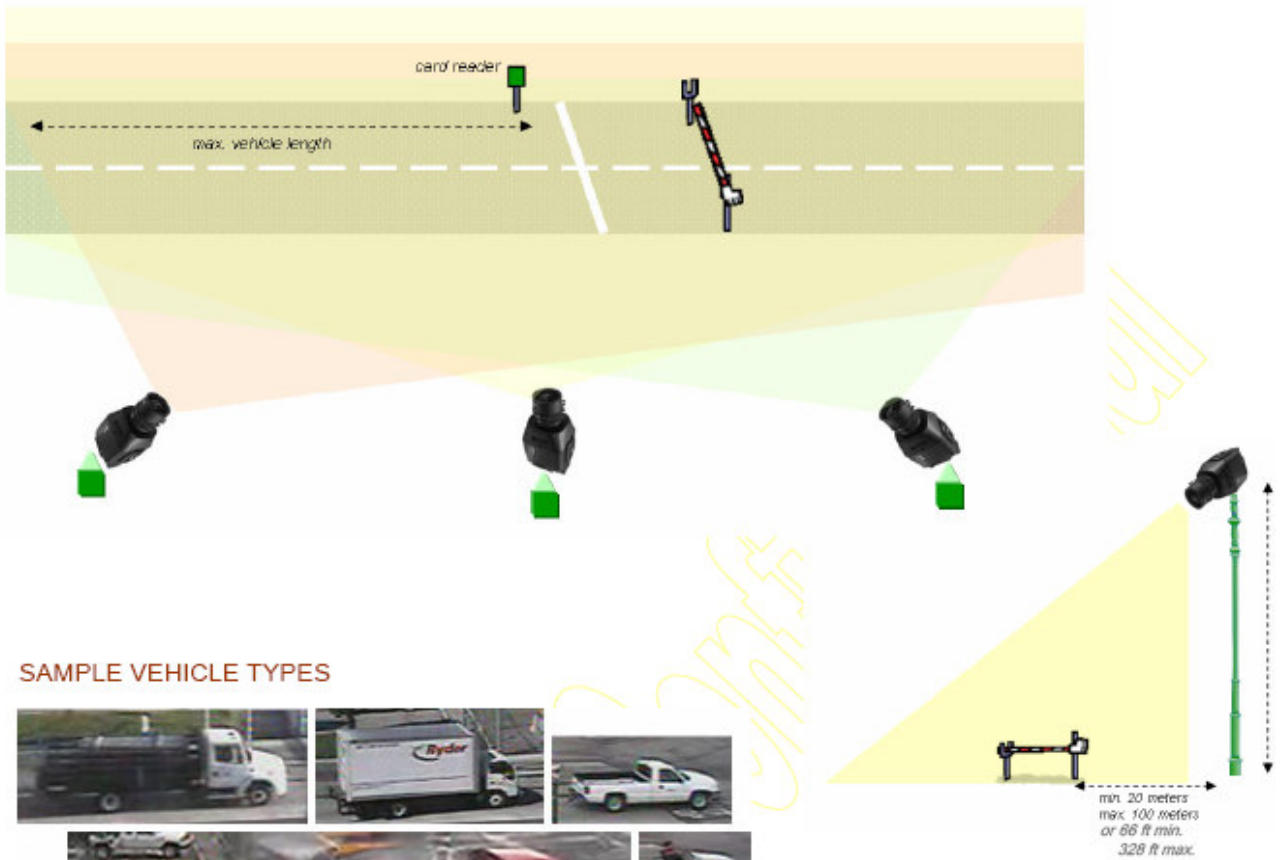 card reader
max. vehicle length
SAMPLE VEHICLE TYPES
Ryder
min. 20 meters
max. 100 meters
or 66 ft min.
328 ft max.